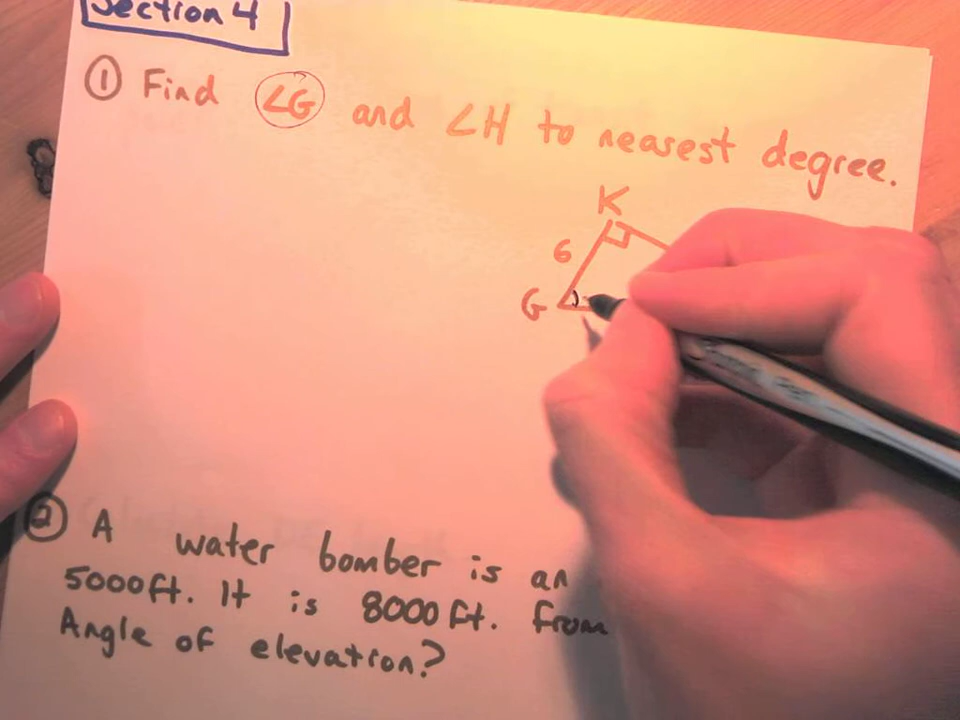 Section 4
① Find ∠G and ∠H to nearest degree.
K
6
G
② A water bomber is an
5000ft. It is 8000ft. from
Angle of elevation?